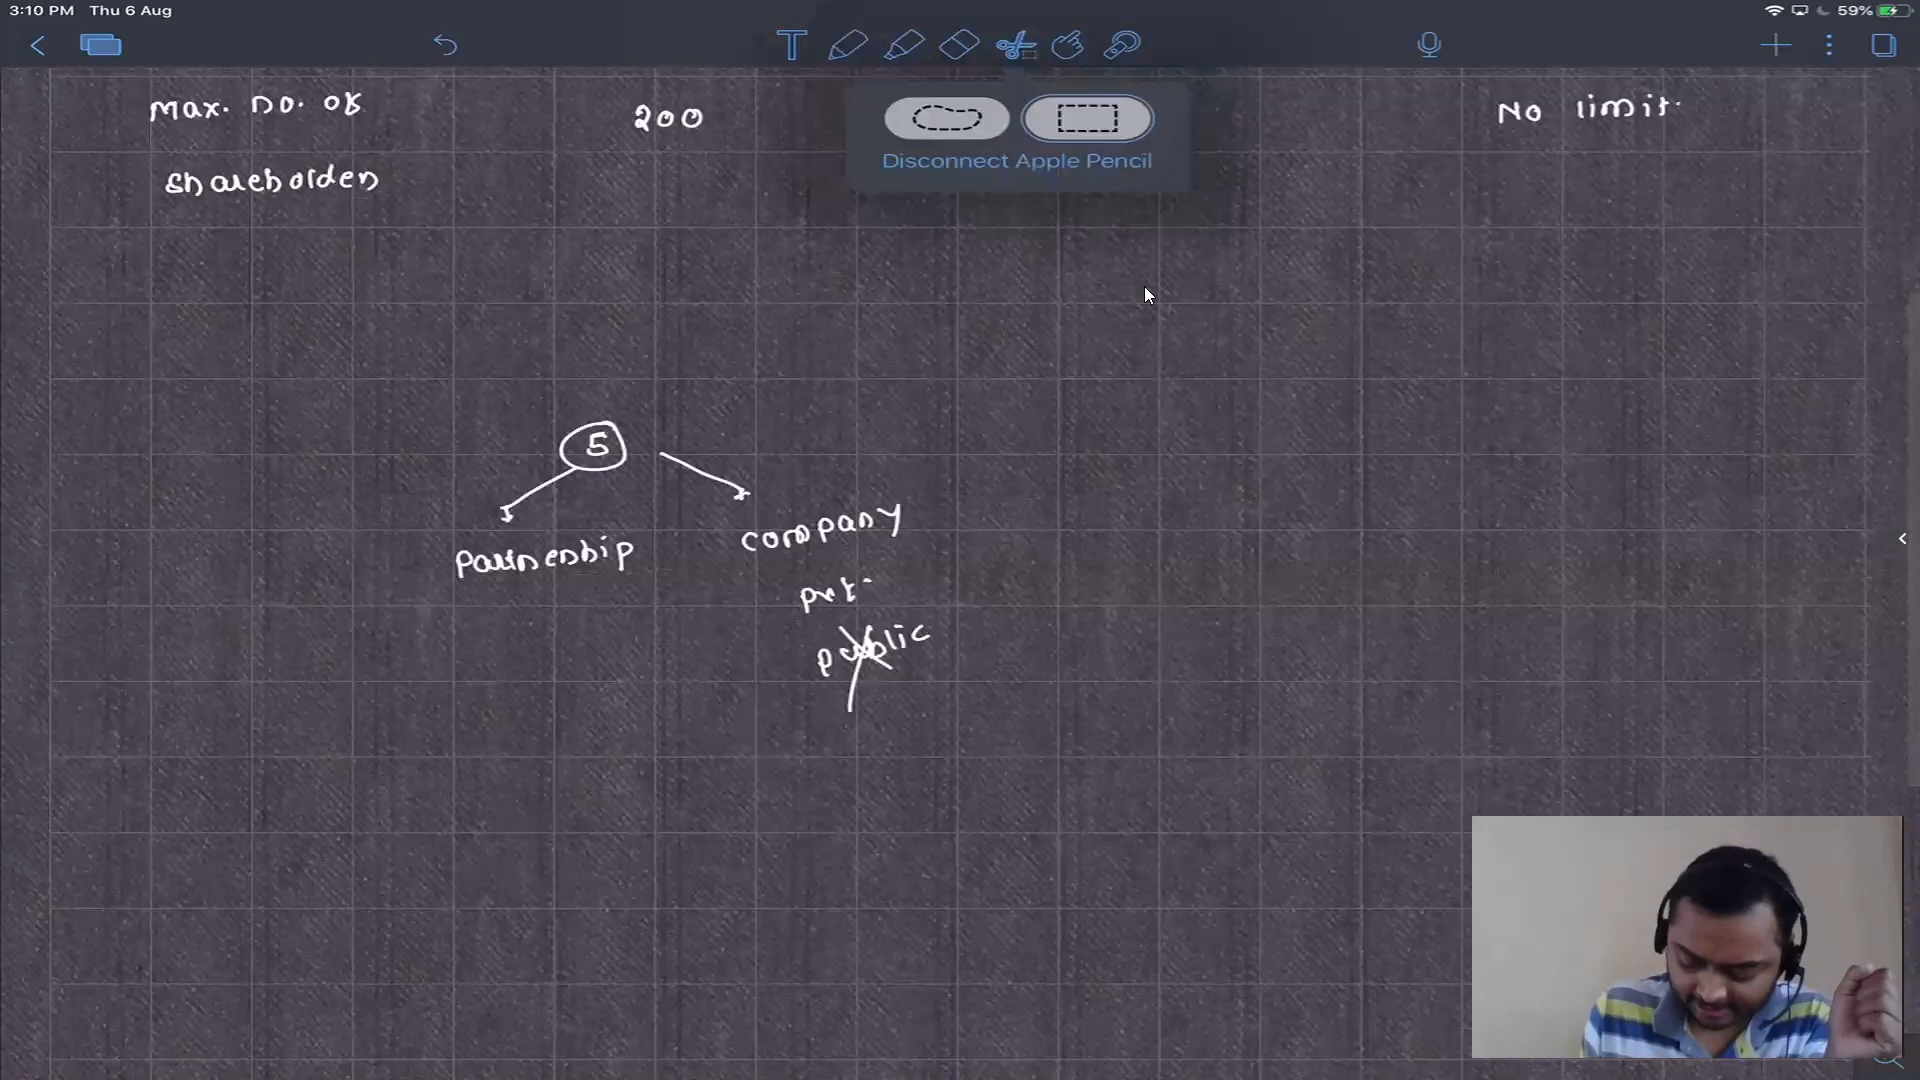 3:10 PM Thu 6 Aug 59%
Max. no. of 200 No limit.
Shareholders
Disconnect Apple Pencil
5
Partnership company
pvt.
public